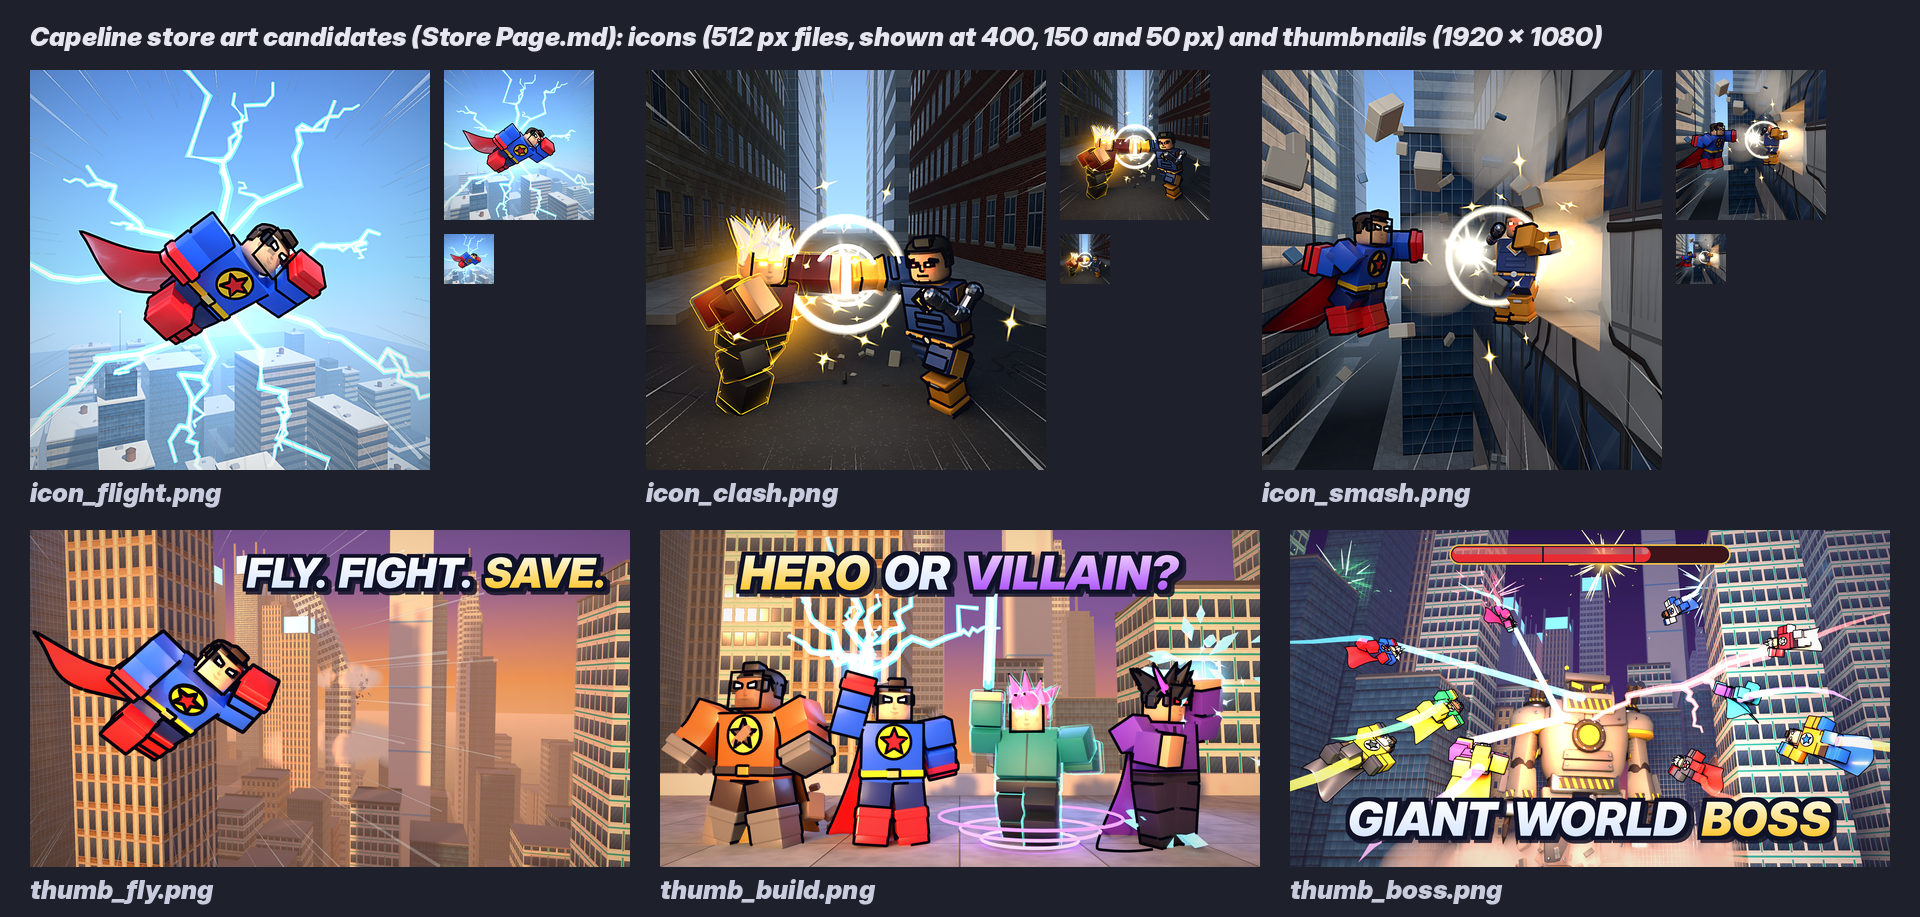 Capeline store art candidates (Store Page.md): icons (512 px files, shown at 400, 150 and 50 px) and thumbnails (1920 × 1080)
icon_flight.png
icon_clash.png
icon_smash.png
FLY. FIGHT. SAVE.
HERO OR VILLAIN?
GIANT WORLD BOSS
thumb_fly.png
thumb_build.png
thumb_boss.png